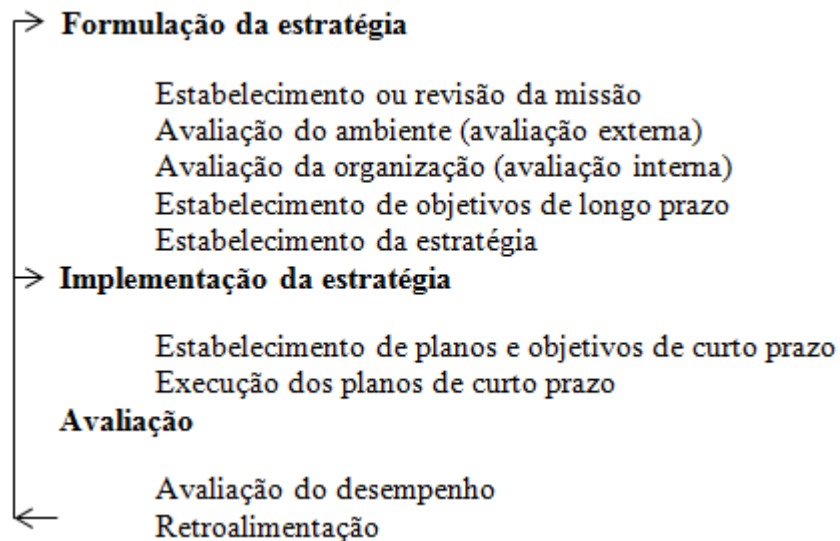 Formulação da estratégia
Estabelecimento ou revisão da missão
Avaliação do ambiente (avaliação externa)
Avaliação da organização (avaliação interna)
Estabelecimento de objetivos de longo prazo
Estabelecimento da estratégia
Implementação da estratégia
Estabelecimento de planos e objetivos de curto prazo
Execução dos planos de curto prazo
Avaliação
Avaliação do desempenho
Retroalimentação